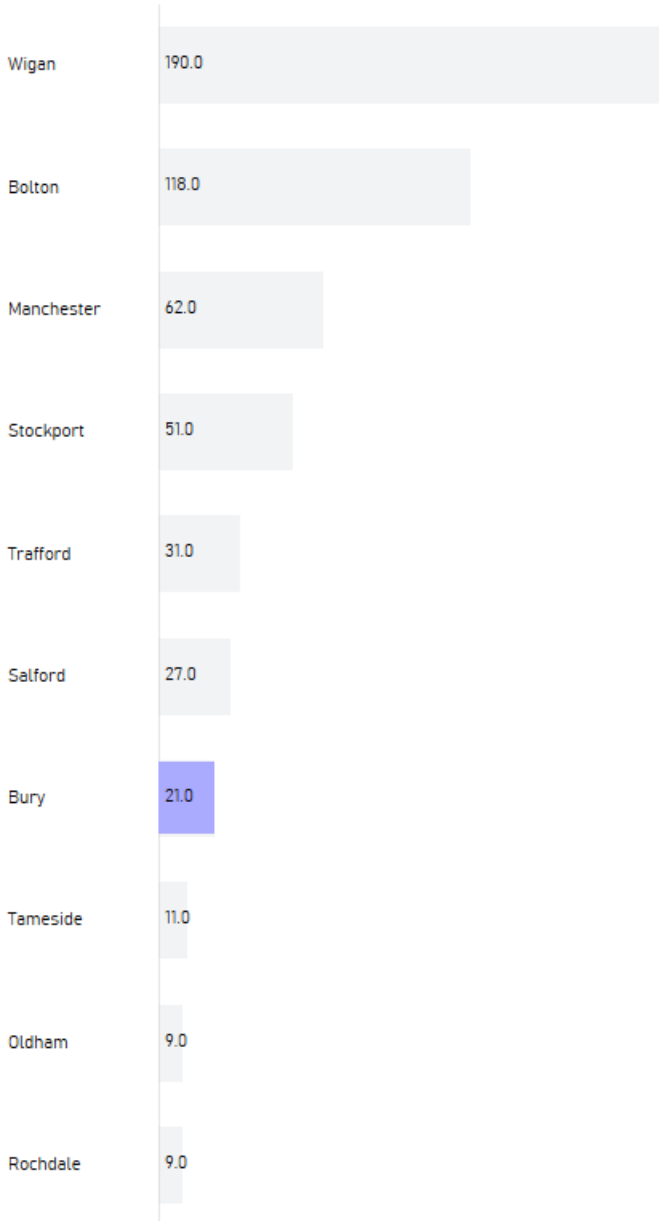 Wigan 190.0
Bolton 118.0
Manchester 62.0
Stockport 51.0
Trafford 31.0
Salford 27.0
Bury 21.0
Tameside 11.0
Oldham 9.0
Rochdale 9.0